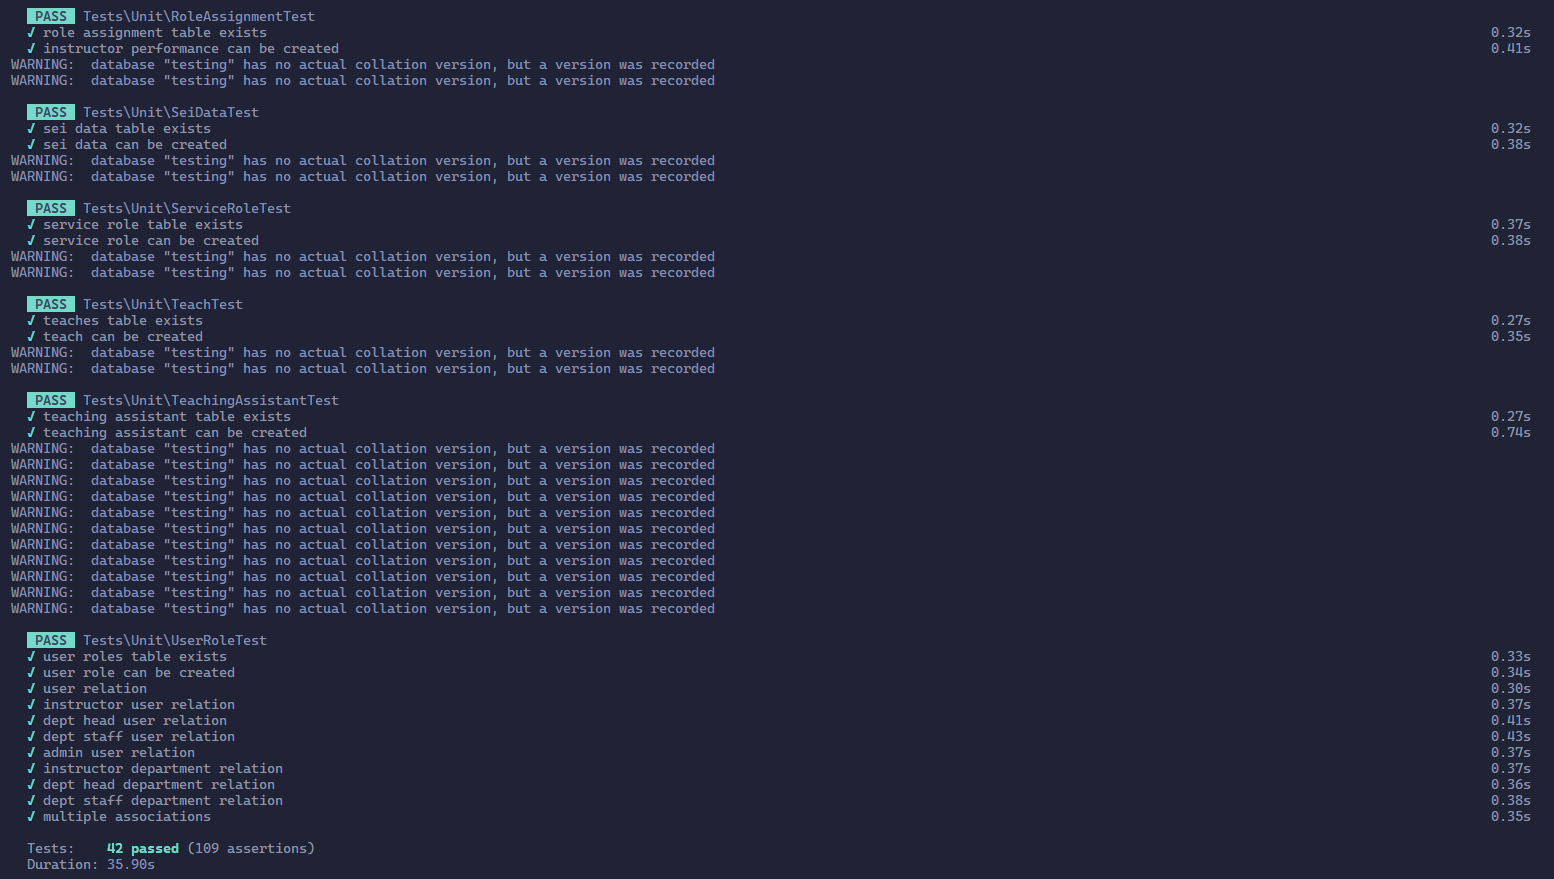 PASS Tests\Unit\RoleAssignmentTest
✓ role assignment table exists 0.32s
✓ instructor performance can be created 0.41s
WARNING: database "testing" has no actual collation version, but a version was recorded
WARNING: database "testing" has no actual collation version, but a version was recorded
PASS Tests\Unit\SeiDataTest
✓ sei data table exists 0.32s
✓ sei data can be created 0.38s
WARNING: database "testing" has no actual collation version, but a version was recorded
WARNING: database "testing" has no actual collation version, but a version was recorded
PASS Tests\Unit\ServiceRoleTest
✓ service role table exists 0.37s
✓ service role can be created 0.38s
WARNING: database "testing" has no actual collation version, but a version was recorded
WARNING: database "testing" has no actual collation version, but a version was recorded
PASS Tests\Unit\TeachTest
✓ teaches table exists 0.27s
✓ teach can be created 0.35s
WARNING: database "testing" has no actual collation version, but a version was recorded
WARNING: database "testing" has no actual collation version, but a version was recorded
PASS Tests\Unit\TeachingAssistantTest
✓ teaching assistant table exists 0.27s
✓ teaching assistant can be created 0.74s
WARNING: database "testing" has no actual collation version, but a version was recorded
WARNING: database "testing" has no actual collation version, but a version was recorded
WARNING: database "testing" has no actual collation version, but a version was recorded
WARNING: database "testing" has no actual collation version, but a version was recorded
WARNING: database "testing" has no actual collation version, but a version was recorded
WARNING: database "testing" has no actual collation version, but a version was recorded
WARNING: database "testing" has no actual collation version, but a version was recorded
WARNING: database "testing" has no actual collation version, but a version was recorded
WARNING: database "testing" has no actual collation version, but a version was recorded
WARNING: database "testing" has no actual collation version, but a version was recorded
WARNING: database "testing" has no actual collation version, but a version was recorded
PASS Tests\Unit\UserRoleTest
✓ user roles table exists 0.33s
✓ user role can be created 0.34s
✓ user relation 0.30s
✓ instructor user relation 0.37s
✓ dept head user relation 0.41s
✓ dept staff user relation 0.43s
✓ admin user relation 0.37s
✓ instructor department relation 0.37s
✓ dept head department relation 0.36s
✓ dept staff department relation 0.38s
✓ multiple associations 0.35s
Tests: 42 passed (109 assertions)
Duration: 35.90s